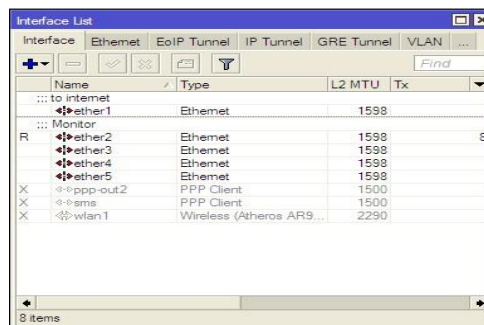 Interface List
Interface Ethernet EoIP Tunnel IP Tunnel GRE Tunnel VLAN ...
Find
Name Type L2 MTU Tx
::: to internet
ether1 Ethernet 1598
::: Monitor
R ether2 Ethernet 1598 8
ether3 Ethernet 1598
ether4 Ethernet 1598
ether5 Ethernet 1598
X ppp-out2 PPP Client 1500
X sms PPP Client 1500
X wlan1 Wireless (Atheros AR9... 2290
8 items